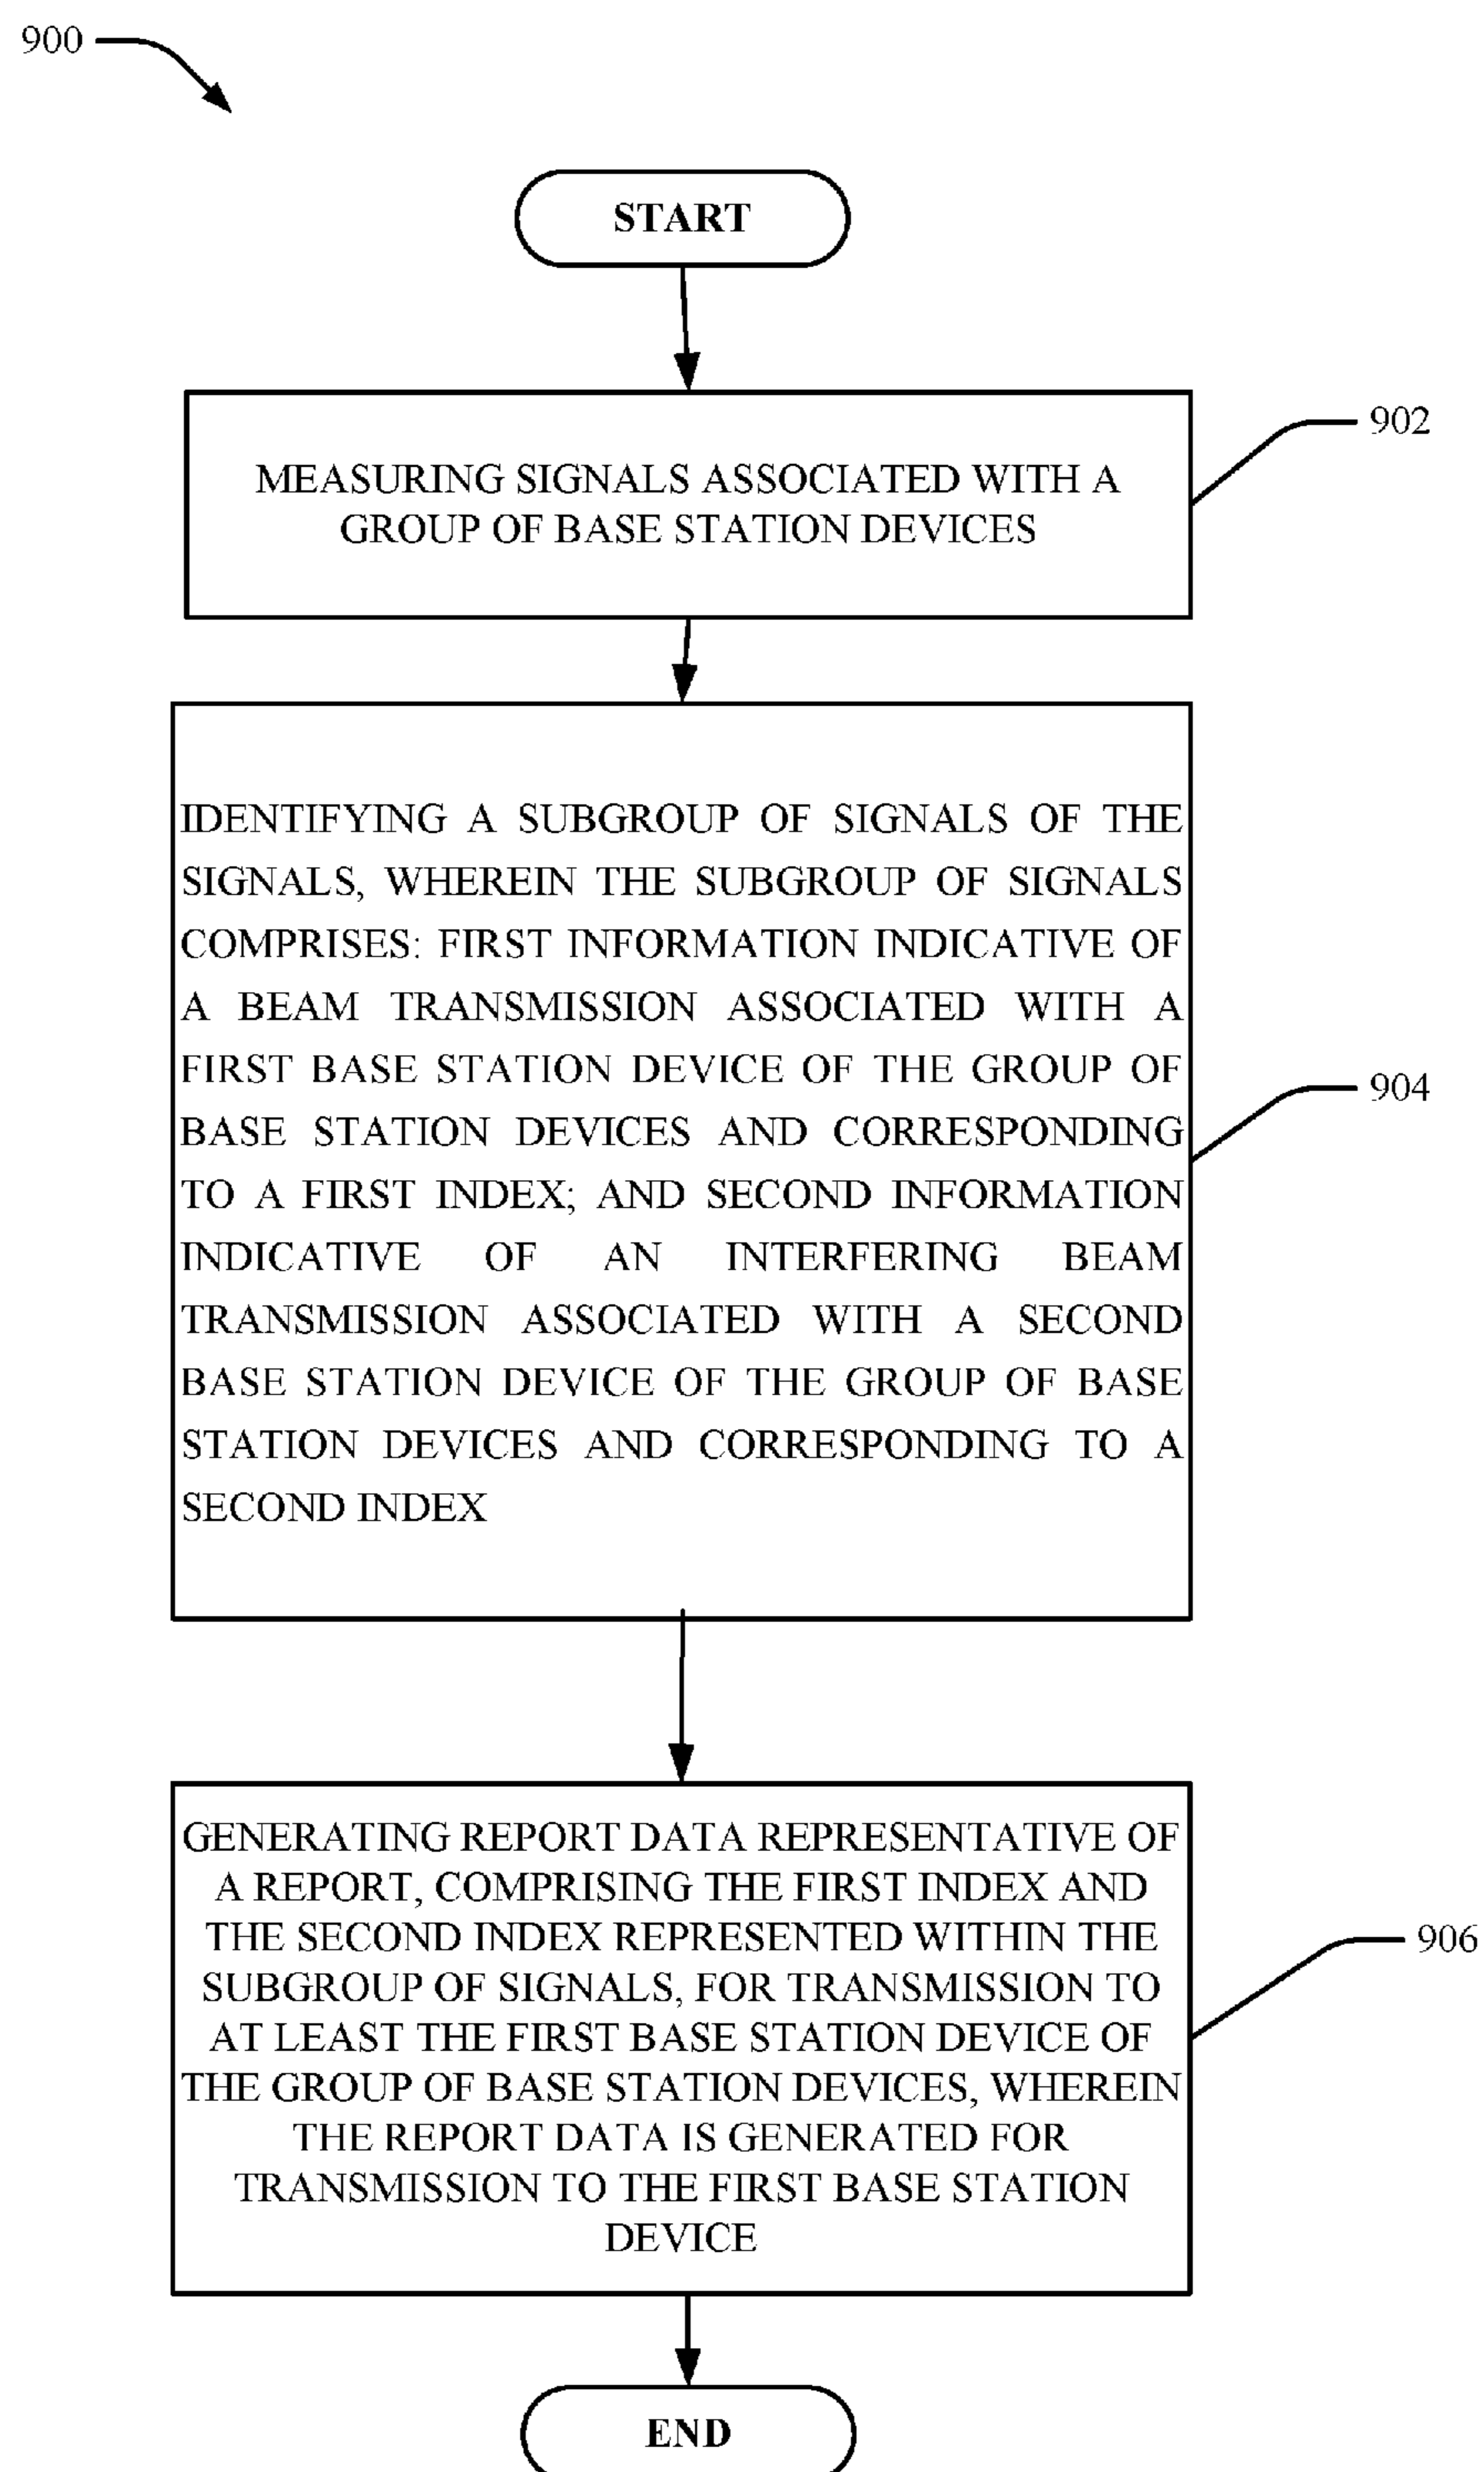 900
START
MEASURING SIGNALS ASSOCIATED WITH A
GROUP OF BASE STATION DEVICES
902
IDENTIFYING A SUBGROUP OF SIGNALS OF THE
SIGNALS, WHEREIN THE SUBGROUP OF SIGNALS
COMPRISES: FIRST INFORMATION INDICATIVE OF
A BEAM TRANSMISSION ASSOCIATED WITH A
FIRST BASE STATION DEVICE OF THE GROUP OF
BASE STATION DEVICES AND CORRESPONDING
TO A FIRST INDEX; AND SECOND INFORMATION
INDICATIVE OF AN INTERFERING BEAM
TRANSMISSION ASSOCIATED WITH A SECOND
BASE STATION DEVICE OF THE GROUP OF BASE
STATION DEVICES AND CORRESPONDING TO A
SECOND INDEX
904
GENERATING REPORT DATA REPRESENTATIVE OF
A REPORT, COMPRISING THE FIRST INDEX AND
THE SECOND INDEX REPRESENTED WITHIN THE
SUBGROUP OF SIGNALS, FOR TRANSMISSION TO
AT LEAST THE FIRST BASE STATION DEVICE OF
THE GROUP OF BASE STATION DEVICES, WHEREIN
THE REPORT DATA IS GENERATED FOR
TRANSMISSION TO THE FIRST BASE STATION
DEVICE
906
END